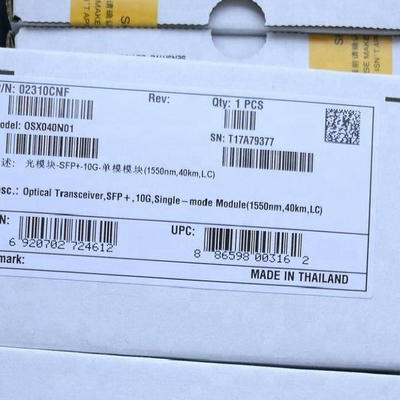 /N: 02310CNF
Rev:
Qty: 1 PCS
Model: OSX040N01
SN: T17A79377
述: 光模块-SFP+-10G-单模模块(1550nm,40km,LC)
esc.: Optical Transceiver,SFP+,10G,Single-mode Module(1550nm,40km,LC)
N:
6 920702 724612
UPC:
8 86598 00316 2
MADE IN THAILAND
mark: